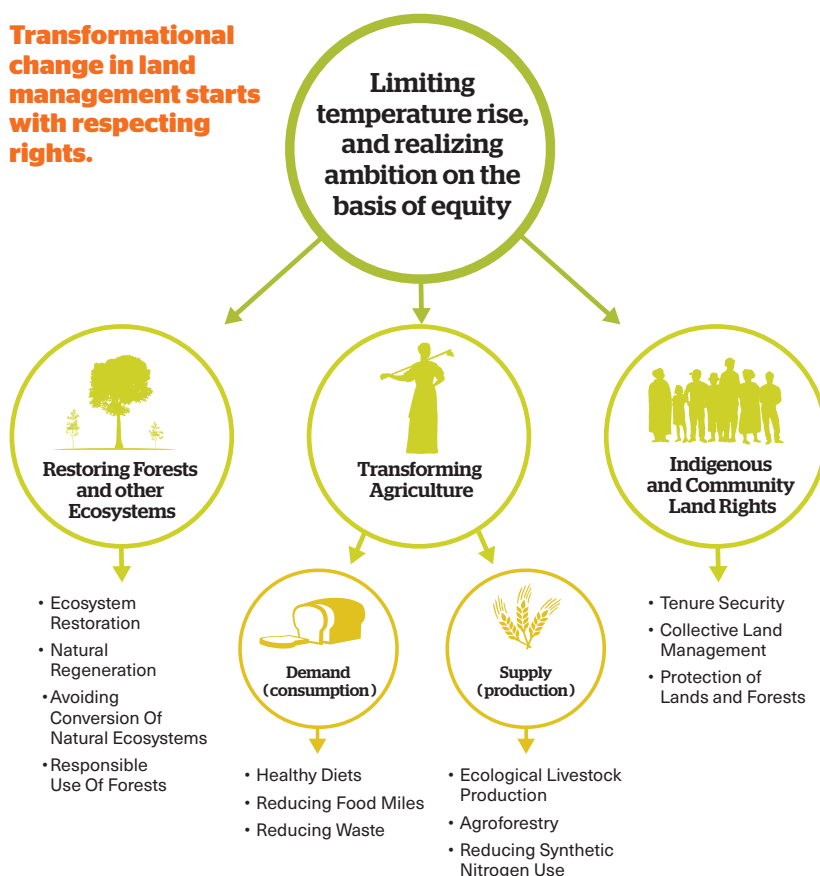 Transformational
change in land
management starts
with respecting
rights.
Limiting
temperature rise,
and realizing
ambition on the
basis of equity
Restoring Forests
and other
Ecosystems
Transforming
Agriculture
Indigenous
and Community
Land Rights
• Ecosystem
Restoration
• Natural
Regeneration
• Avoiding
Conversion Of
Natural Ecosystems
• Responsible
Use Of Forests
Demand
(consumption)
Supply
(production)
• Tenure Security
• Collective Land
Management
• Protection of
Lands and Forests
• Healthy Diets
• Reducing Food Miles
• Reducing Waste
• Ecological Livestock
Production
• Agroforestry
• Reducing Synthetic
Nitrogen Use